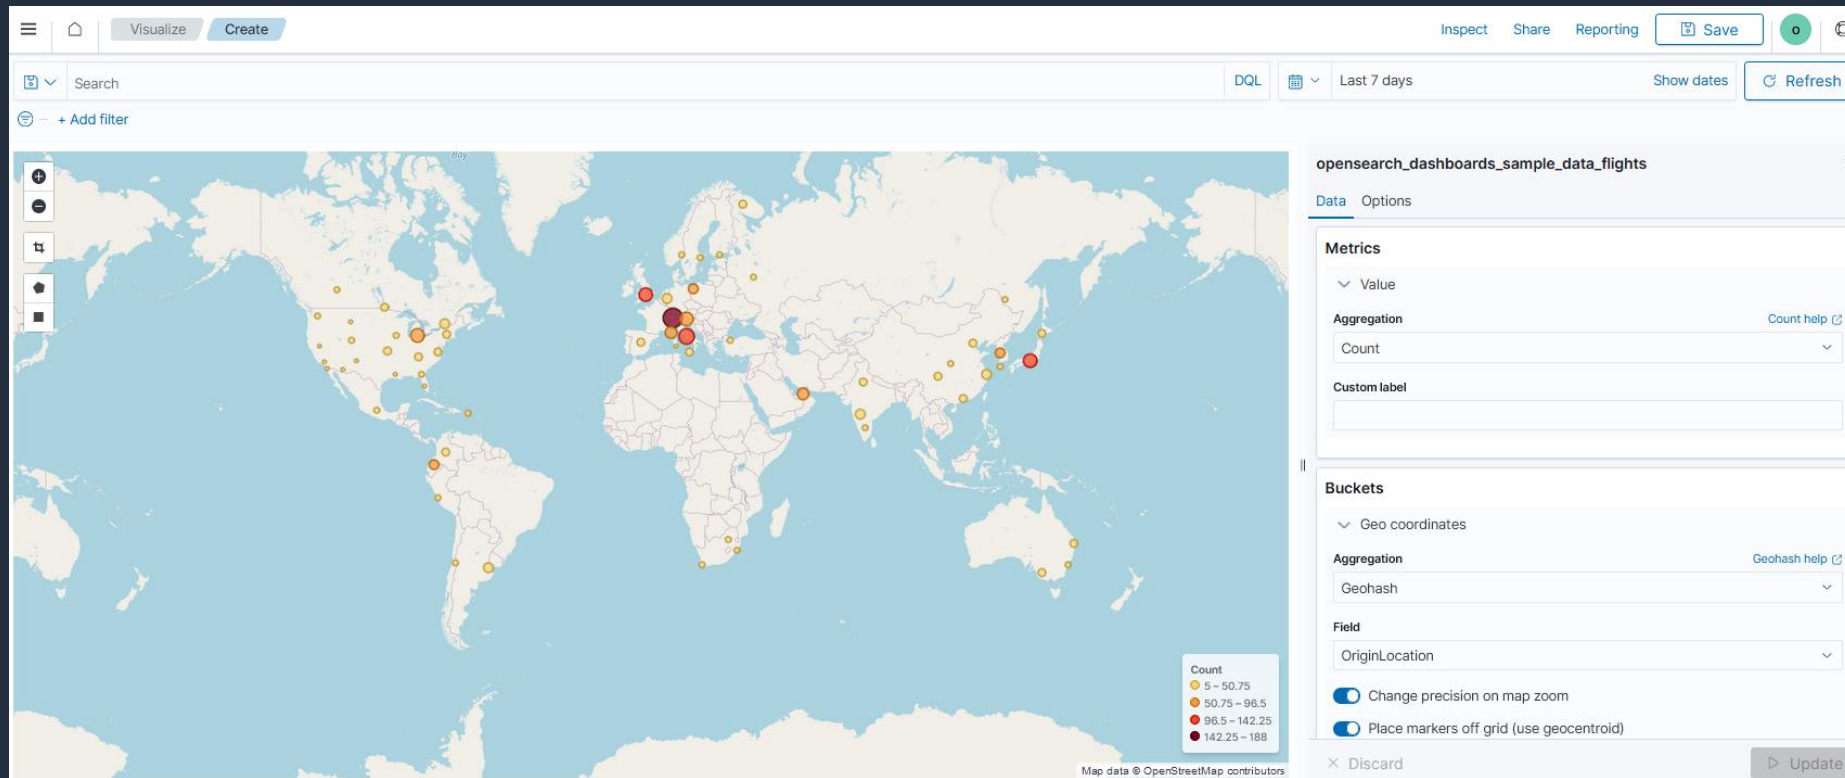 Visualize Create Inspect Share Reporting Save o
Search DQL Last 7 days Show dates Refresh
+ Add filter
Bay
Count
5 – 50.75
50.75 – 96.5
96.5 – 142.25
142.25 – 188
Map data © OpenStreetMap contributors
opensearch_dashboards_sample_data_flights
Data Options
Metrics
Value
Aggregation Count help
Count
Custom label
Buckets
Geo coordinates
Aggregation Geohash help
Geohash
Field
OriginLocation
Change precision on map zoom
Place markers off grid (use geocentroid)
Discard Update